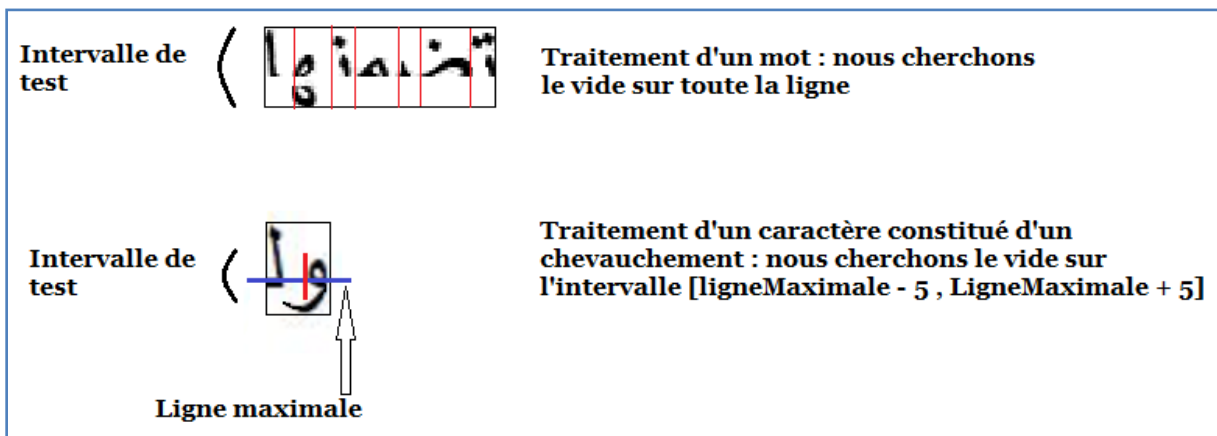 Intervalle de test
Traitement d'un mot : nous cherchons
le vide sur toute la ligne
Intervalle de test
وا
Traitement d'un caractère constitué d'un
chevauchement : nous cherchons le vide sur
l'intervalle [ligneMaximale - 5 , LigneMaximale + 5]
Ligne maximale